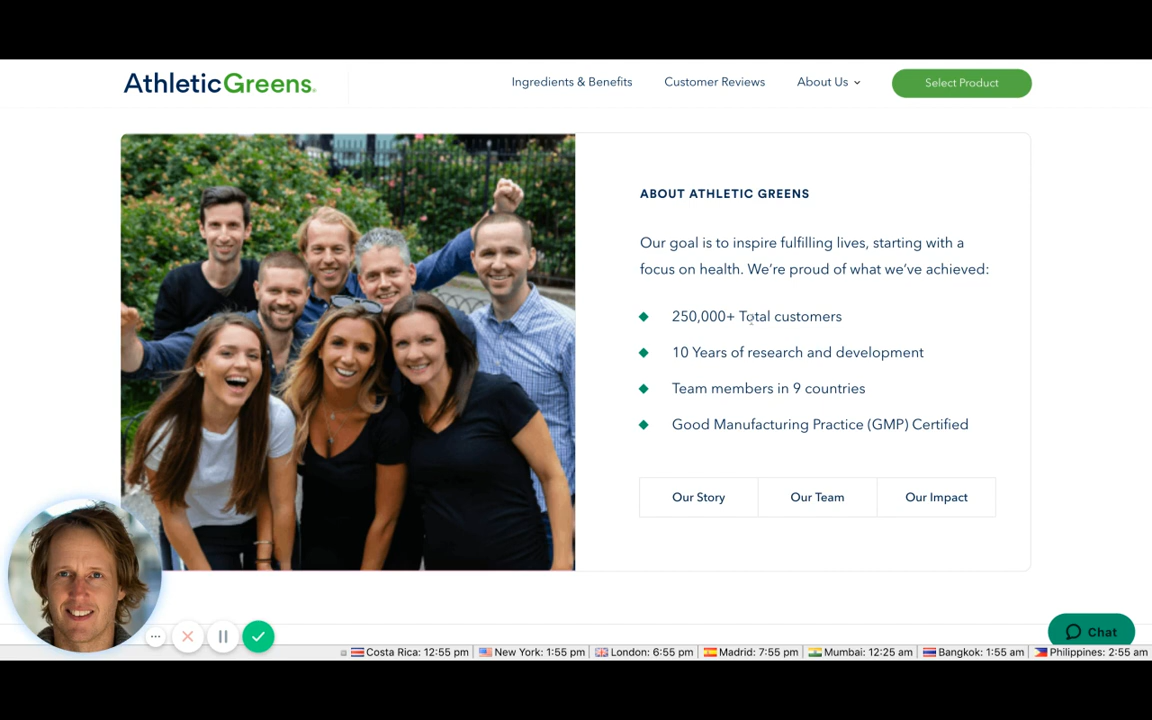 AthleticGreens.
Ingredients & Benefits
Customer Reviews
About Us
Select Product
ABOUT ATHLETIC GREENS
Our goal is to inspire fulfilling lives, starting with a
focus on health. We're proud of what we've achieved:
250,000+ Total customers
10 Years of research and development
Team members in 9 countries
Good Manufacturing Practice (GMP) Certified
Our Story
Our Team
Our Impact
Chat
Costa Rica: 12:55 pm
New York: 1:55 pm
London: 6:55 pm
Madrid: 7:55 pm
Mumbai: 12:25 am
Bangkok: 1:55 am
Philippines: 2:55 am